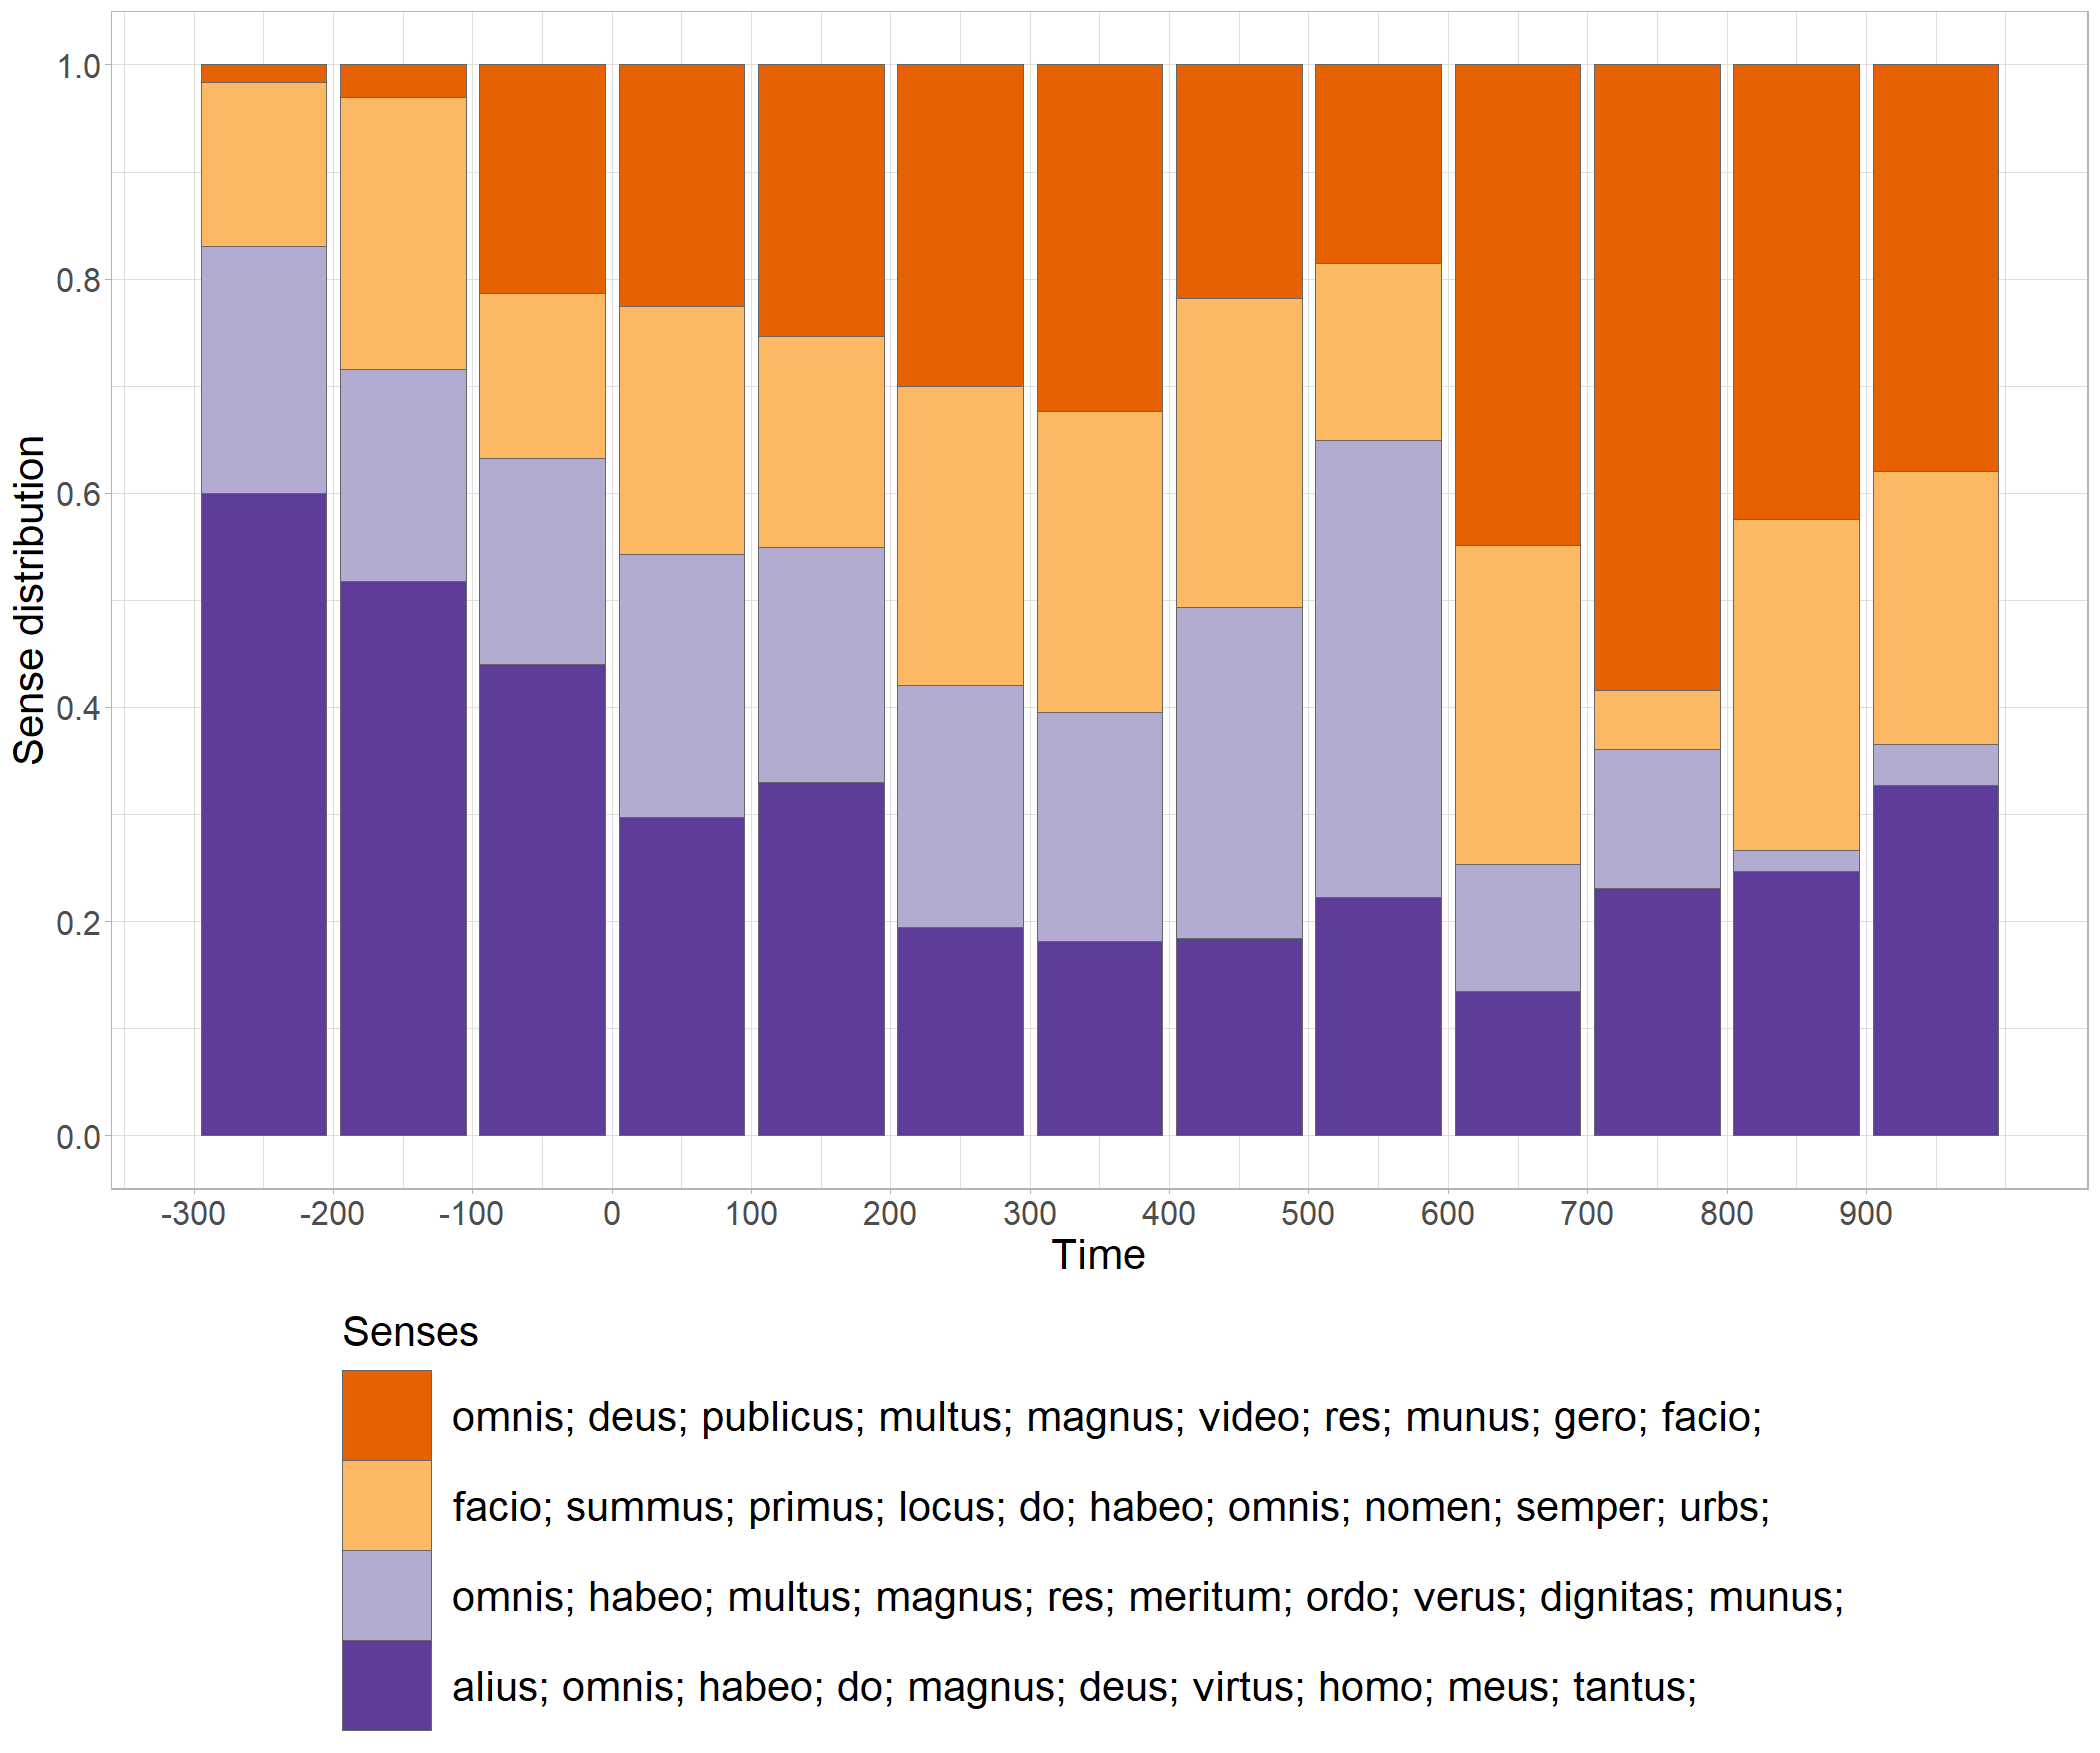 1.0
0.8
0.6
0.4
0.2
0.0
Sense distribution
-300 -200 -100 0 100 200 300 400 500 600 700 800 900
Time
Senses
omnis; deus; publicus; multus; magnus; video; res; munus; gero; facio;
facio; summus; primus; locus; do; habeo; omnis; nomen; semper; urbs;
omnis; habeo; multus; magnus; res; meritum; ordo; verus; dignitas; munus;
alius; omnis; habeo; do; magnus; deus; virtus; homo; meus; tantus;